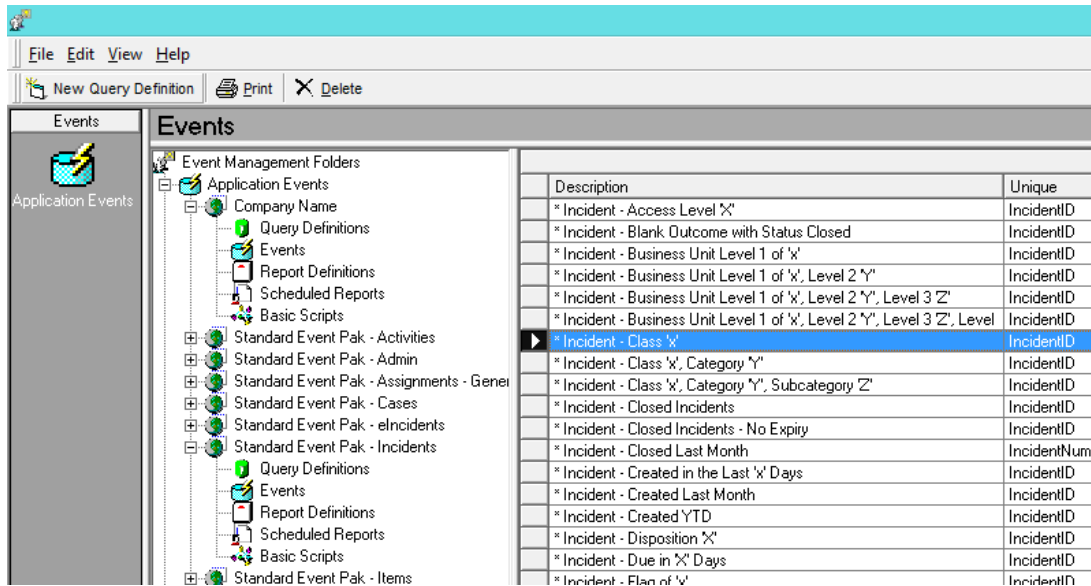 File Edit View Help
New Query Definition Print Delete
Events
Application Events
Events
Event Management Folders
Application Events
Company Name
Query Definitions
Events
Report Definitions
Scheduled Reports
Basic Scripts
Standard Event Pak - Activities
Standard Event Pak - Admin
Standard Event Pak - Assignments - Gener
Standard Event Pak - Cases
Standard Event Pak - eIncidents
Standard Event Pak - Incidents
Query Definitions
Events
Report Definitions
Scheduled Reports
Basic Scripts
Standard Event Pak - Items
Description Unique
* Incident - Access Level 'X' IncidentID
* Incident - Blank Outcome with Status Closed IncidentID
* Incident - Business Unit Level 1 of 'x' IncidentID
* Incident - Business Unit Level 1 of 'x', Level 2 'Y' IncidentID
* Incident - Business Unit Level 1 of 'x', Level 2 'Y', Level 3 'Z' IncidentID
* Incident - Business Unit Level 1 of 'x', Level 2 'Y', Level 3 'Z', Level IncidentID
* Incident - Class 'x' IncidentID
* Incident - Class 'x', Category 'Y' IncidentID
* Incident - Class 'x', Category 'Y', Subcategory 'Z' IncidentID
* Incident - Closed Incidents IncidentID
* Incident - Closed Incidents - No Expiry IncidentID
* Incident - Closed Last Month IncidentNum
* Incident - Created in the Last 'x' Days IncidentID
* Incident - Created Last Month IncidentID
* Incident - Created YTD IncidentID
* Incident - Disposition 'X' IncidentID
* Incident - Due in 'X' Days IncidentID
* Incident - Flag of 'x' IncidentID